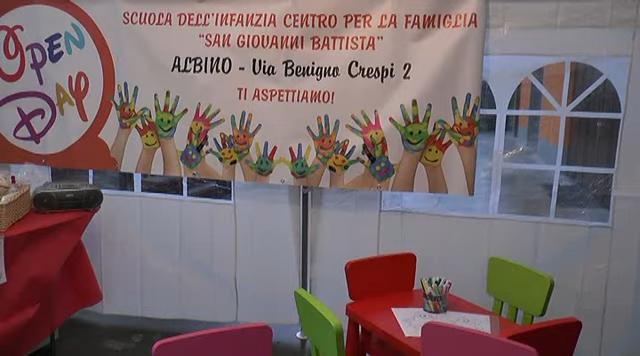 OPEN
DAY
SCUOLA DELL'INFANZIA CENTRO PER LA FAMIGLIA
"SAN GIOVANNI BATTISTA"
ALBINO - Via Benigno Crespi 2
TI ASPETTIAMO!